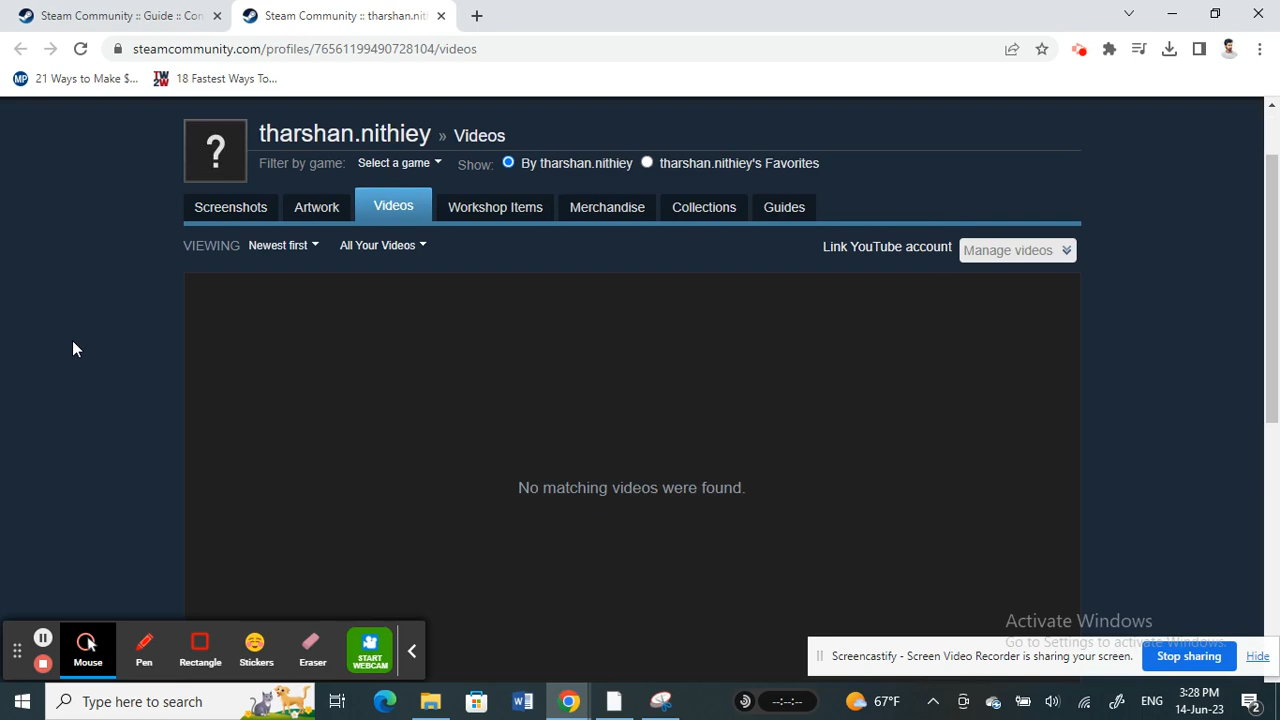 Steam Community :: Guide :: Con
Steam Community :: tharshan.nit
steamcommunity.com/profiles/76561199490728104/videos
MP 21 Ways to Make $...
TW 2W 18 Fastest Ways To...
?
tharshan.nithiey » Videos
Filter by game: Select a game Show: By tharshan.nithiey tharshan.nithiey's Favorites
Screenshots Artwork Videos Workshop Items Merchandise Collections Guides
VIEWING Newest first All Your Videos Link YouTube account Manage videos
No matching videos were found.
Activate Windows
Go to Settings to activate Windows.
Mouse Pen Rectangle Stickers Eraser START WEBCAM
Screencastify - Screen Video Recorder is sharing your screen. Stop sharing Hide
Type here to search
W
--:--:--
67°F
ENG
3:28 PM
14-Jun-23
2